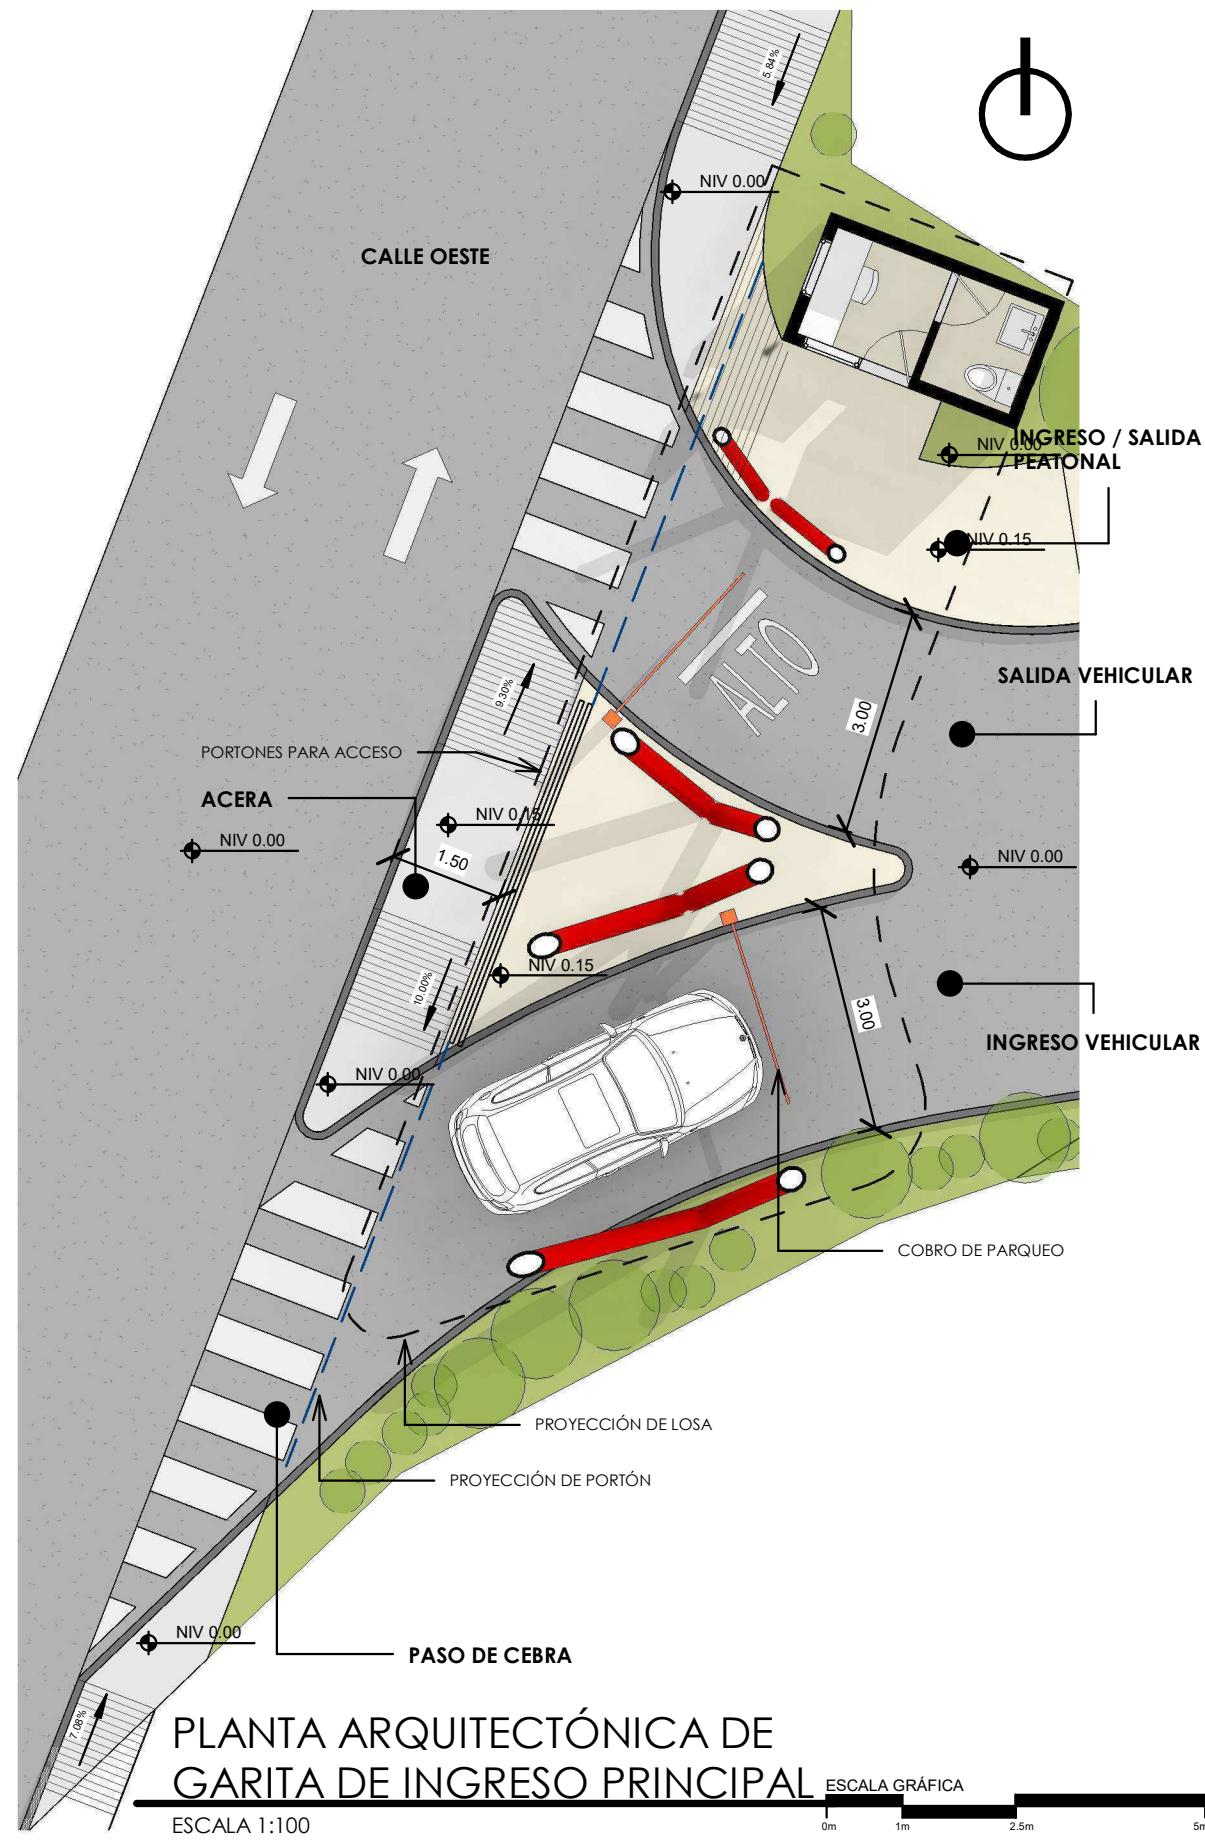 5.84%
NIV 0.00
CALLE OESTE
NIV 0.00
INGRESO / SALIDA
/ PEATONAL
NIV 0.15
ALTO
SALIDA VEHICULAR
9.30%
3.00
PORTONES PARA ACCESO
ACERA
NIV 0.15
NIV 0.00
1.50
NIV 0.00
NIV 0.15
10.00%
3.00
INGRESO VEHICULAR
NIV 0.00
COBRO DE PARQUEO
PROYECCIÓN DE LOSA
PROYECCIÓN DE PORTÓN
NIV 0.00
PASO DE CEBRA
7.08%
PLANTA ARQUITECTÓNICA DE
GARITA DE INGRESO PRINCIPAL
ESCALA GRÁFICA
ESCALA 1:100
0m 1m 2.5m 5m